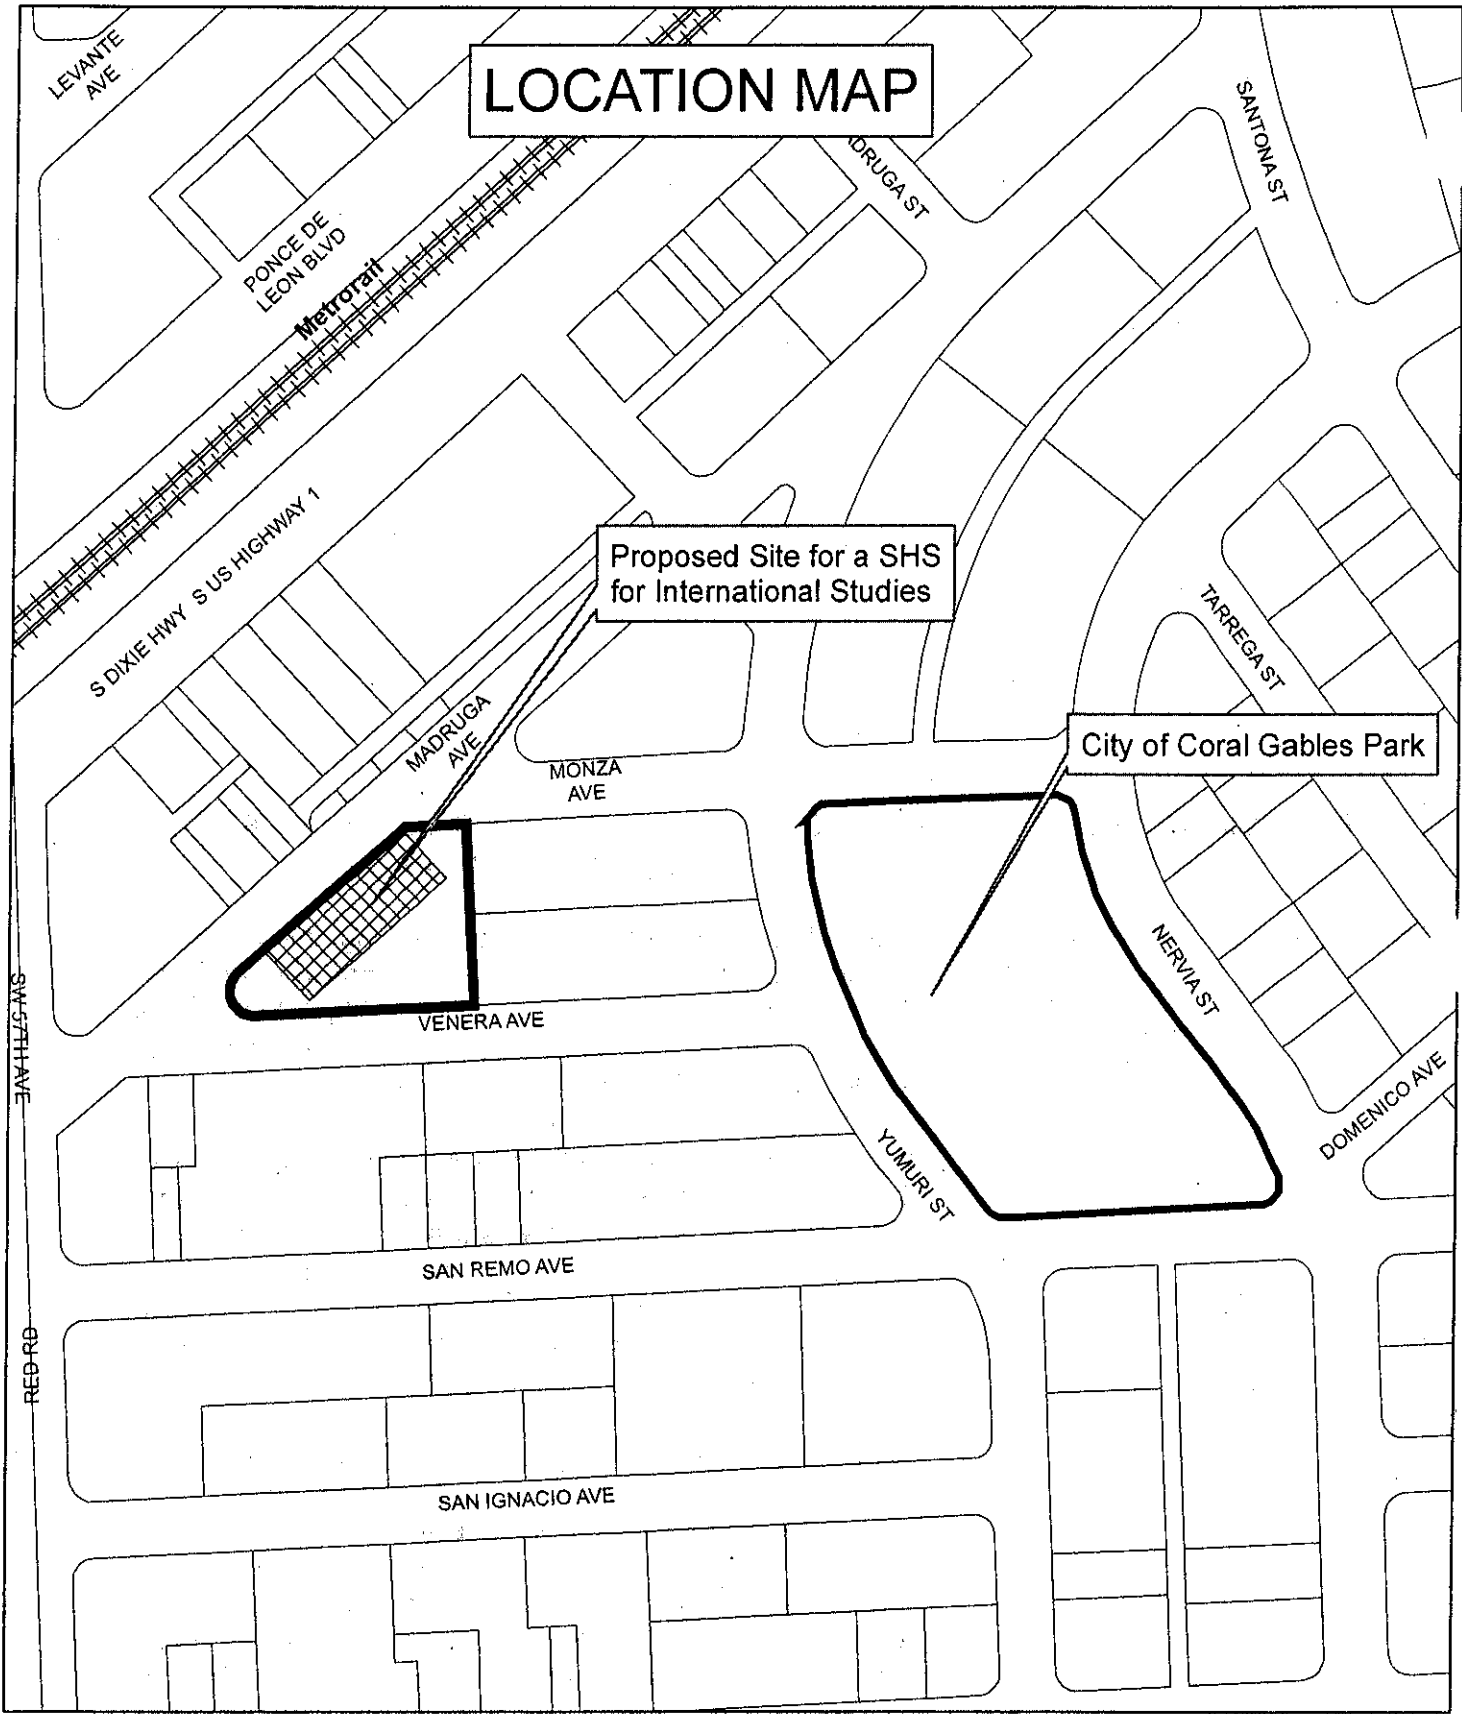 LOCATION MAP
LEVANTE
AVE
SANTONA ST
ADRUGA ST
PONCE DE
LEON BLVD
Metrorail
S DIXIE HWY S US HIGHWAY 1
Proposed Site for a SHS
for International Studies
TARREGA ST
MADRUGA
AVE
City of Coral Gables Park
MONZA
AVE
NERVIA ST
SW 57TH AVE
VENERA AVE
DOMENICO AVE
YUMURI ST
SAN REMO AVE
RED RD
SAN IGNACIO AVE